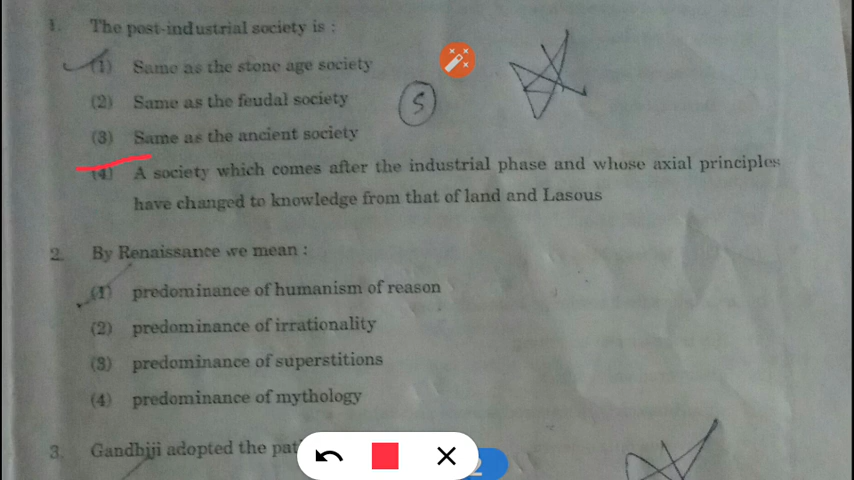 1. The post-industrial society is :
(1) Same as the stone age society
(2) Same as the feudal society
S
(3) Same as the ancient society
(4) A society which comes after the industrial phase and whose axial principles
have changed to knowledge from that of land and Lasous
2. By Renaissance we mean :
(1) predominance of humanism of reason
(2) predominance of irrationality
(3) predominance of superstitions
(4) predominance of mythology
3. Gandhiji adopted the